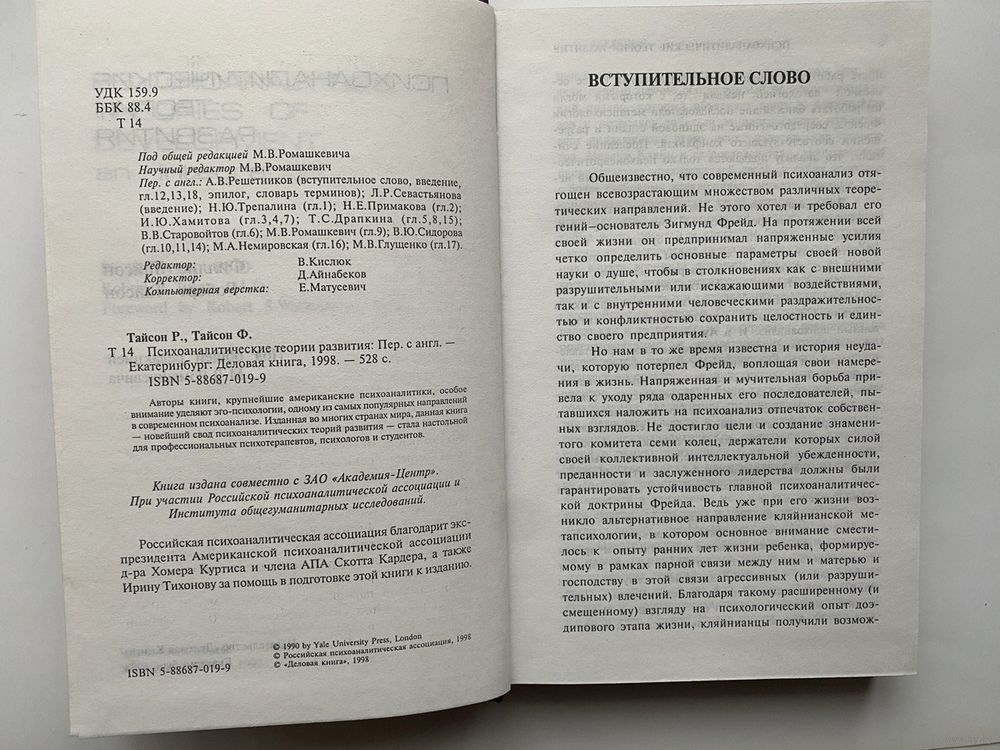 УДК 159.9
ББК 88.4
Т 14
Под общей редакцией М.В.Ромашкевича
Научный редактор М.В.Ромашкевич
Пер. с англ.: А.В.Решетников (вступительное слово, введение,
гл.12,13,18, эпилог, словарь терминов); Л.Р.Севастьянова
(введение); Н.Ю.Трепалина (гл.1); Н.Е.Примакова (гл.2);
И.Ю.Хамитова (гл.3,4,7); Т.С.Драпкина (гл.5,8,15);
В.В.Старовойтов (гл.6); М.В.Ромашкевич (гл.9); В.Ю.Сидорова
(гл.10,11,14); М.А.Немировская (гл.16); М.В.Глущенко (гл.17).
Редактор: В.Кислюк
Корректор: Д.Айнабеков
Компьютерная верстка: Е.Матусевич
Тайсон Р., Тайсон Ф.
Т 14 Психоаналитические теории развития: Пер. с англ. —
Екатеринбург: Деловая книга, 1998. — 528 с.
ISBN 5-88687-019-9
Авторы книги, крупнейшие американские психоаналитики, особое
внимание уделяют эго-психологии, одному из самых популярных направлений
в современном психоанализе. Изданная во многих странах мира, данная книга
— новейший свод психоаналитических теорий развития — стала настольной
для профессиональных психотерапевтов, психологов и студентов.
Книга издана совместно с ЗАО «Академия-Центр».
При участии Российской психоаналитической ассоциации и
Института общегуманитарных исследований.
Российская психоаналитическая ассоциация благодарит экс-
президента Американской психоаналитической ассоциации
д-ра Хомера Куртиса и члена АПА Скотта Кардера, а также
Ирину Тихонову за помощь в подготовке этой книги к изданию.
© 1990 by Yale University Press, London
© Российская психоаналитическая ассоциация, 1998
ISBN 5-88687-019-9 © «Деловая книга», 1998
ВСТУПИТЕЛЬНОЕ СЛОВО
Общеизвестно, что современный психоанализ отя-
гощен всевозрастающим множеством различных теоре-
тических направлений. Не этого хотел и требовал его
гений–основатель Зигмунд Фрейд. На протяжении всей
своей жизни он предпринимал напряженные усилия
четко определить основные параметры своей новой
науки о душе, чтобы в столкновениях как с внешними
разрушительными или искажающими воздействиями,
так и с внутренними человеческими раздражительнос-
тью и конфликтностью сохранить целостность и един-
ство своего предприятия.
Но нам в то же время известна и история неуда-
чи, которую потерпел Фрейд, воплощая свои намере-
ния в жизнь. Напряженная и мучительная борьба при-
вела к уходу ряда одаренных его последователей, пы-
тавшихся наложить на психоанализ отпечаток собствен-
ных взглядов. Не достигло цели и создание знамени-
того комитета семи колец, держатели которых силой
своей коллективной интеллектуальной убежденности,
преданности и заслуженного лидерства должны были
гарантировать устойчивость главной психоаналитичес-
кой доктрины Фрейда. Ведь уже при его жизни воз-
никло альтернативное направление кляйнианской ме-
тапсихологии, в котором основное внимание сместо-
лось к опыту ранних лет жизни ребенка, формируе-
мому в рамках парной связи между ним и матерью и
господству в этой связи агрессивных (или разруши-
тельных) влечений. Благодаря такому расширенному (и
смещенному) взгляду на психологический опыт доэ-
дипового этапа жизни, кляйнианцы получили возмож-